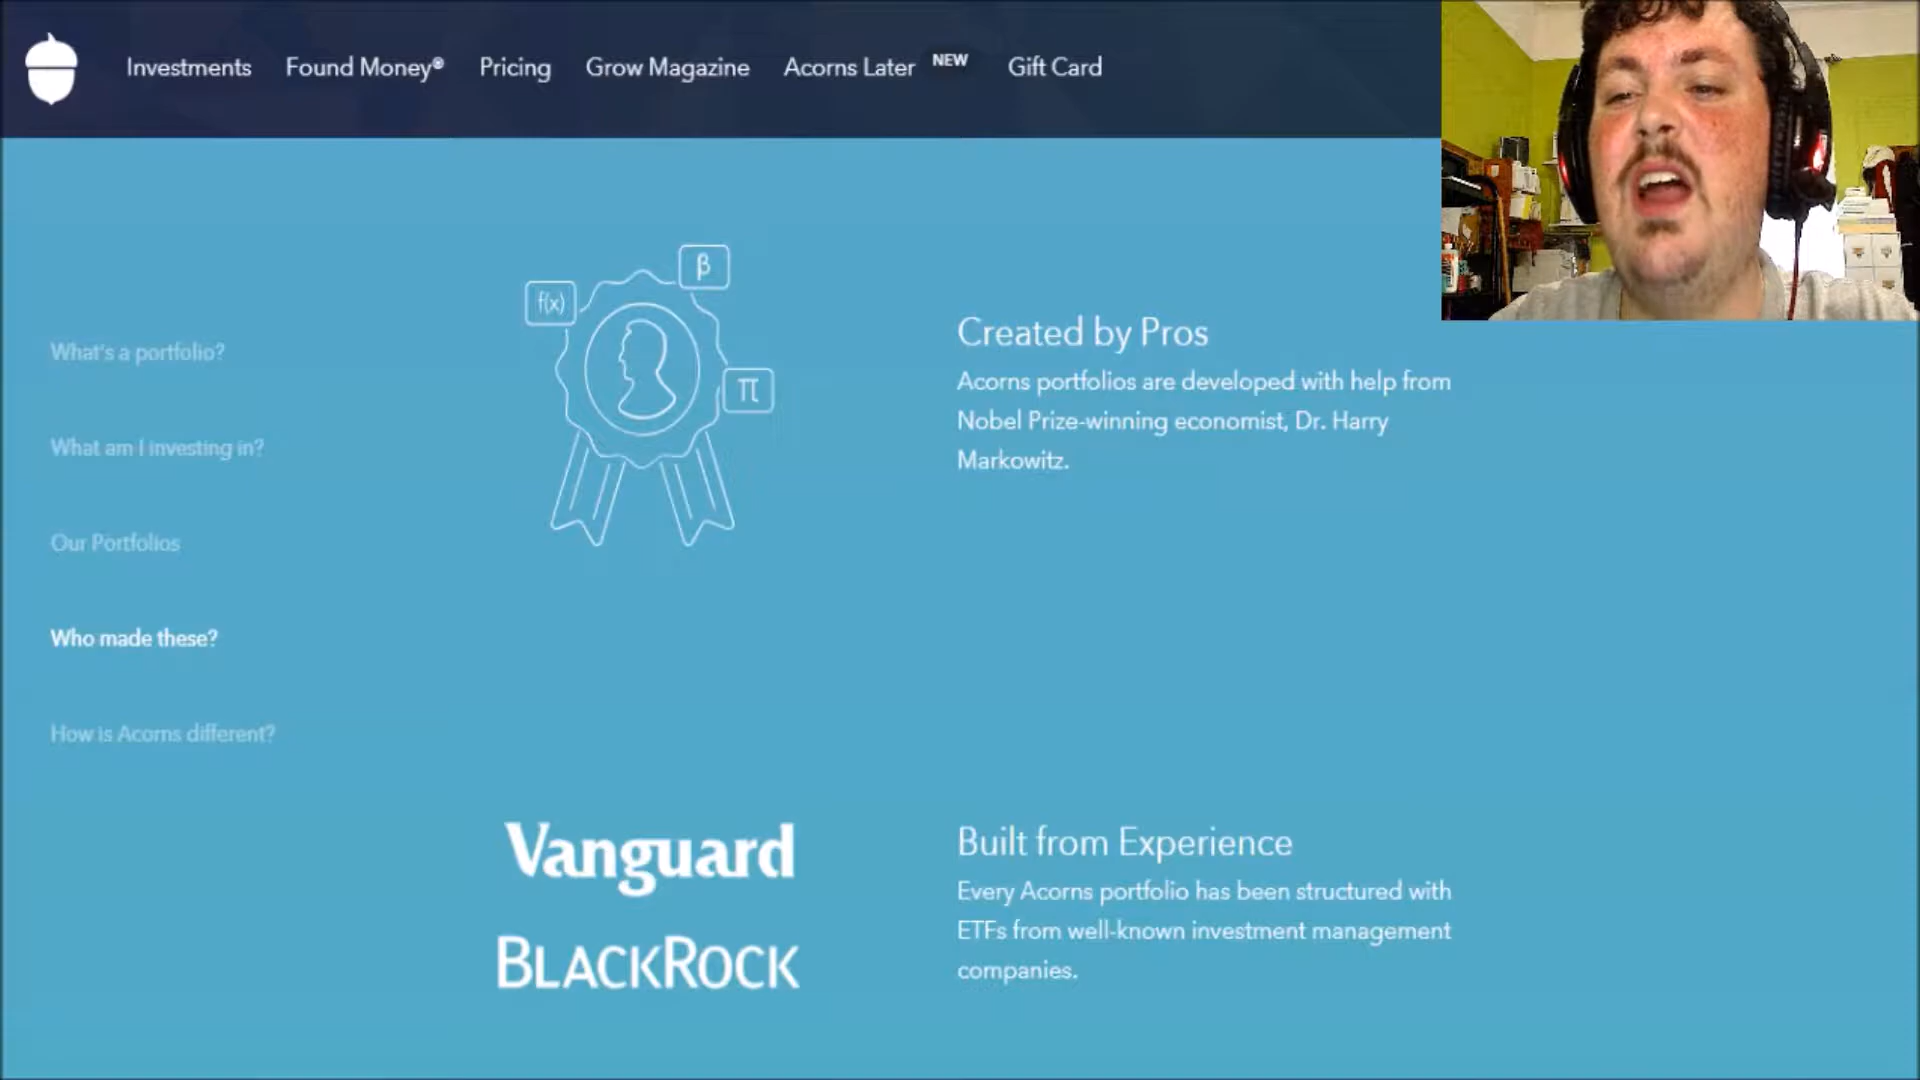 Investments Found Money® Pricing Grow Magazine Acorns Later NEW Gift Card
What's a portfolio?
What am I investing in?
Our Portfolios
Who made these?
How is Acorns different?
f(x)
β
π
Created by Pros
Acorns portfolios are developed with help from
Nobel Prize-winning economist, Dr. Harry
Markowitz.
Vanguard
BLACKROCK
Built from Experience
Every Acorns portfolio has been structured with
ETFs from well-known investment management
companies.